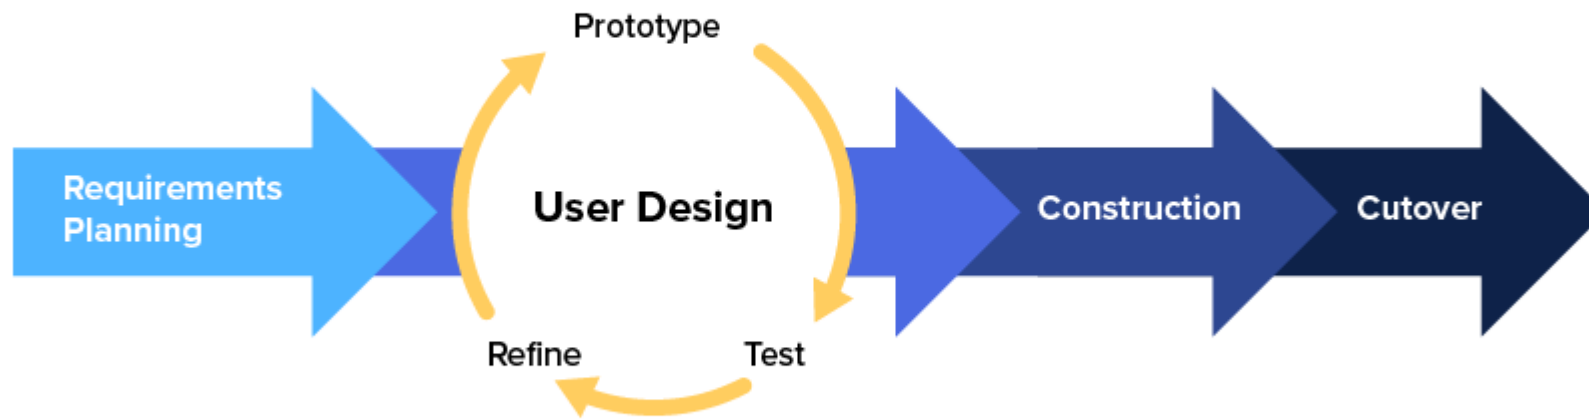 Prototype
Requirements
Planning
User Design
Construction
Cutover
Refine
Test